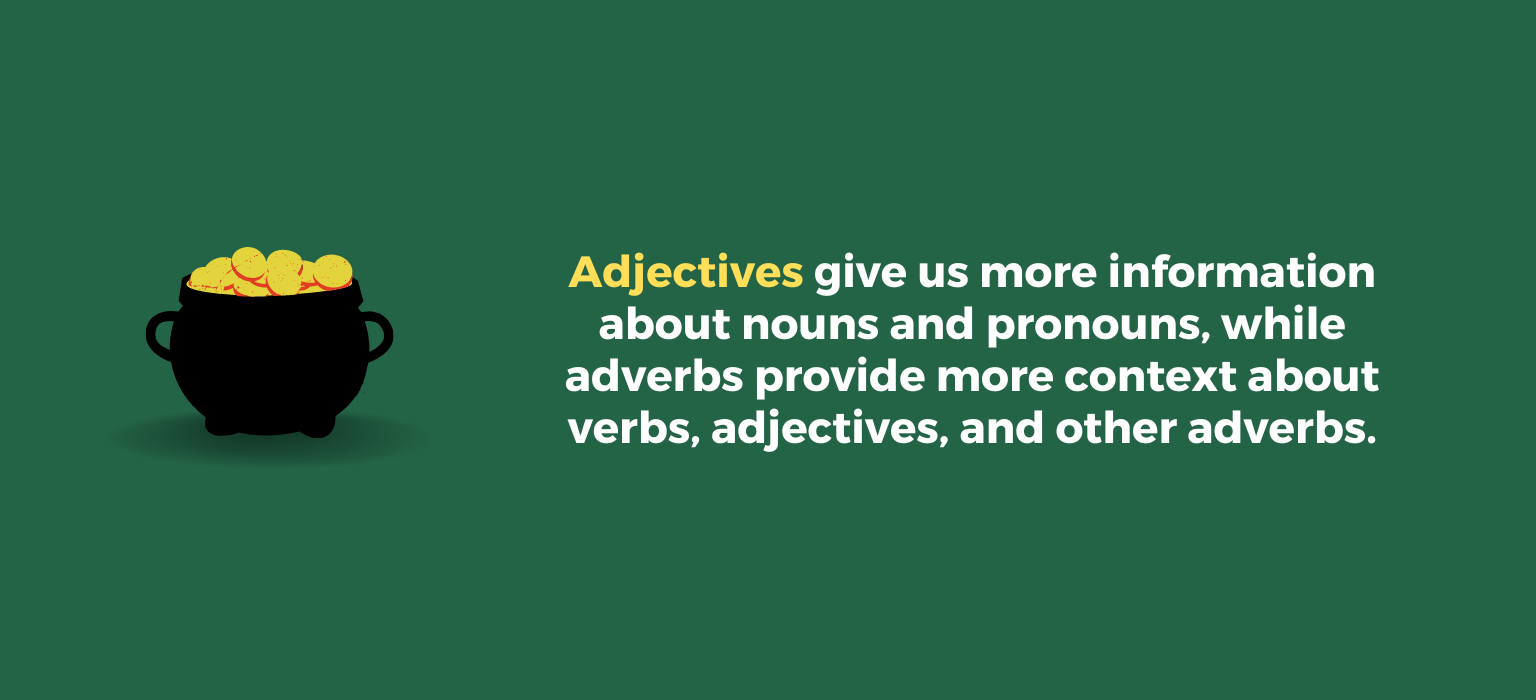 Adjectives give us more information
about nouns and pronouns, while
adverbs provide more context about
verbs, adjectives, and other adverbs.